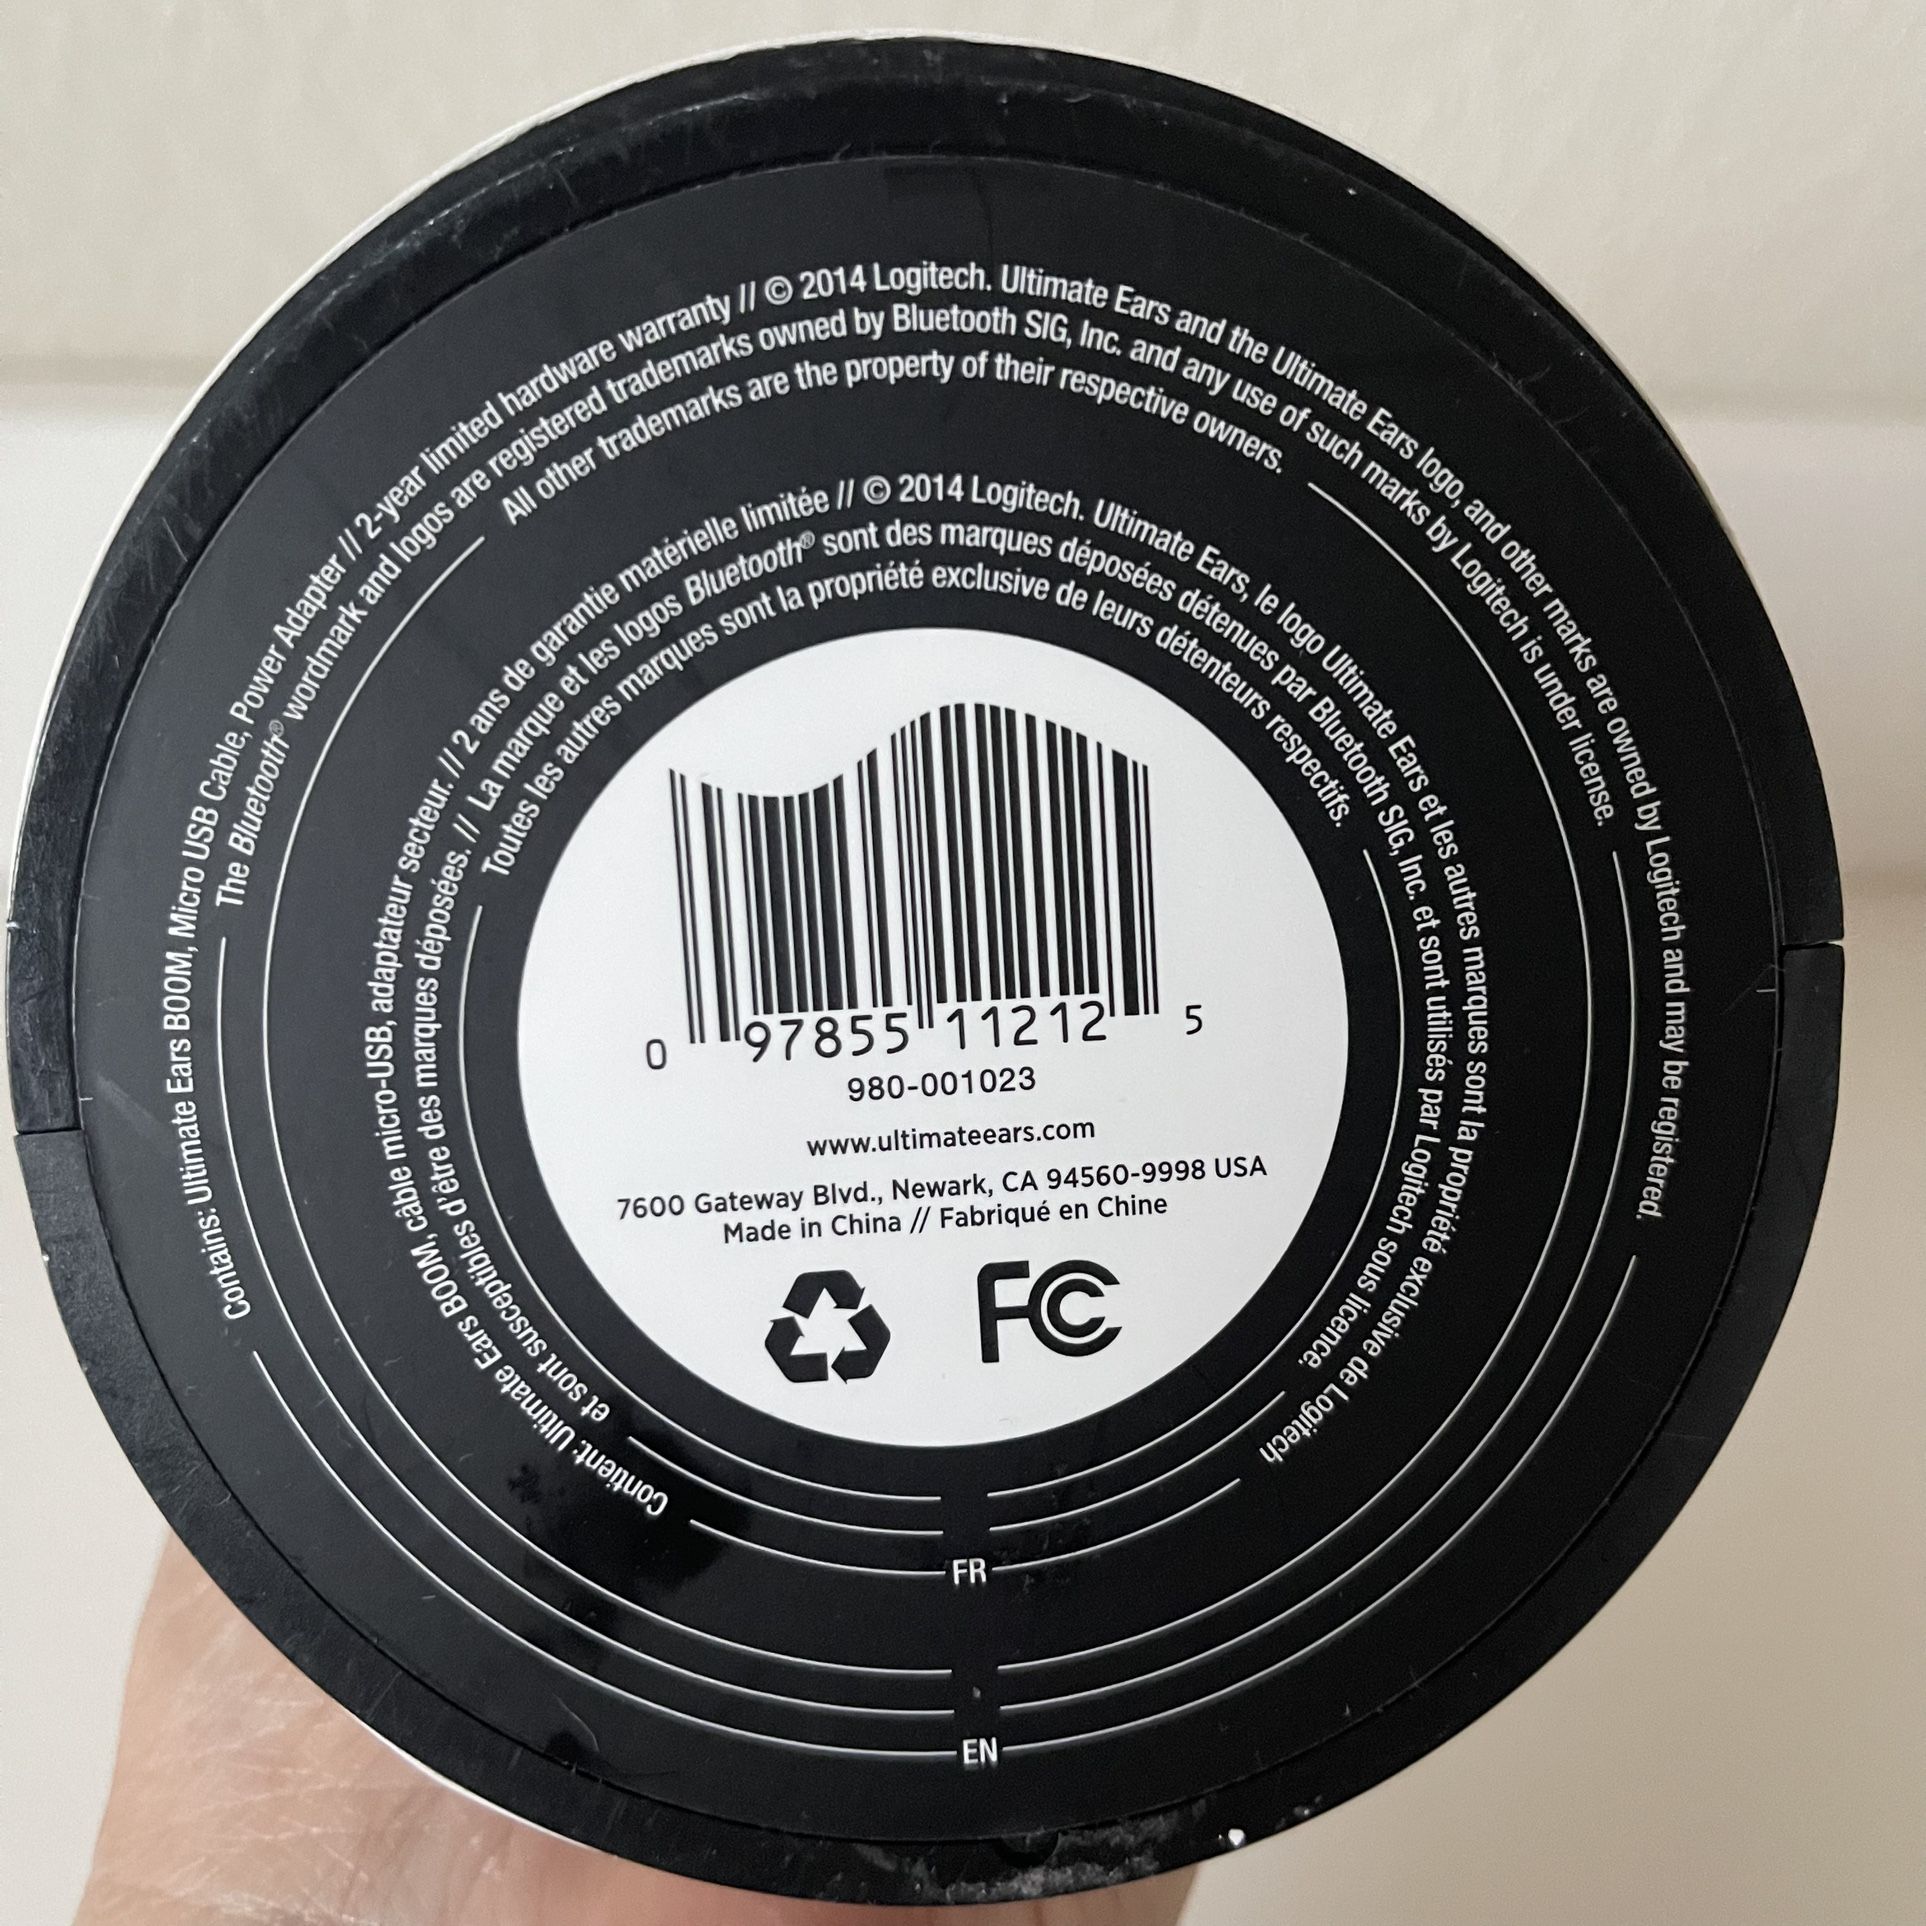 Contains: Ultimate Ears BOOM, Micro USB Cable, Power Adapter // 2-year limited hardware warranty // © 2014 Logitech. Ultimate Ears and the Ultimate Ears logo, and other marks are owned by Logitech and may be registered.
The Bluetooth® wordmark and logos are registered trademarks owned by Bluetooth SIG, Inc. and any use of such marks by Logitech is under license.
All other trademarks are the property of their respective owners.
Contient: Ultimate Ears BOOM, câble micro-USB, adaptateur secteur. // 2 ans de garantie matérielle limitée // © 2014 Logitech. Ultimate Ears, le logo Ultimate Ears et les autres marques sont la propriété exclusive de Logitech
et sont susceptibles d'être des marques déposées. // La marque et les logos Bluetooth® sont des marques déposées détenues par Bluetooth SIG, Inc. et sont utilisés par Logitech sous licence.
Toutes les autres marques sont la propriété exclusive de leurs détenteurs respectifs.
0 97855 11212 5
980-001023
www.ultimateears.com
7600 Gateway Blvd., Newark, CA 94560-9998 USA
Made in China // Fabriqué en Chine
FC
FR
EN